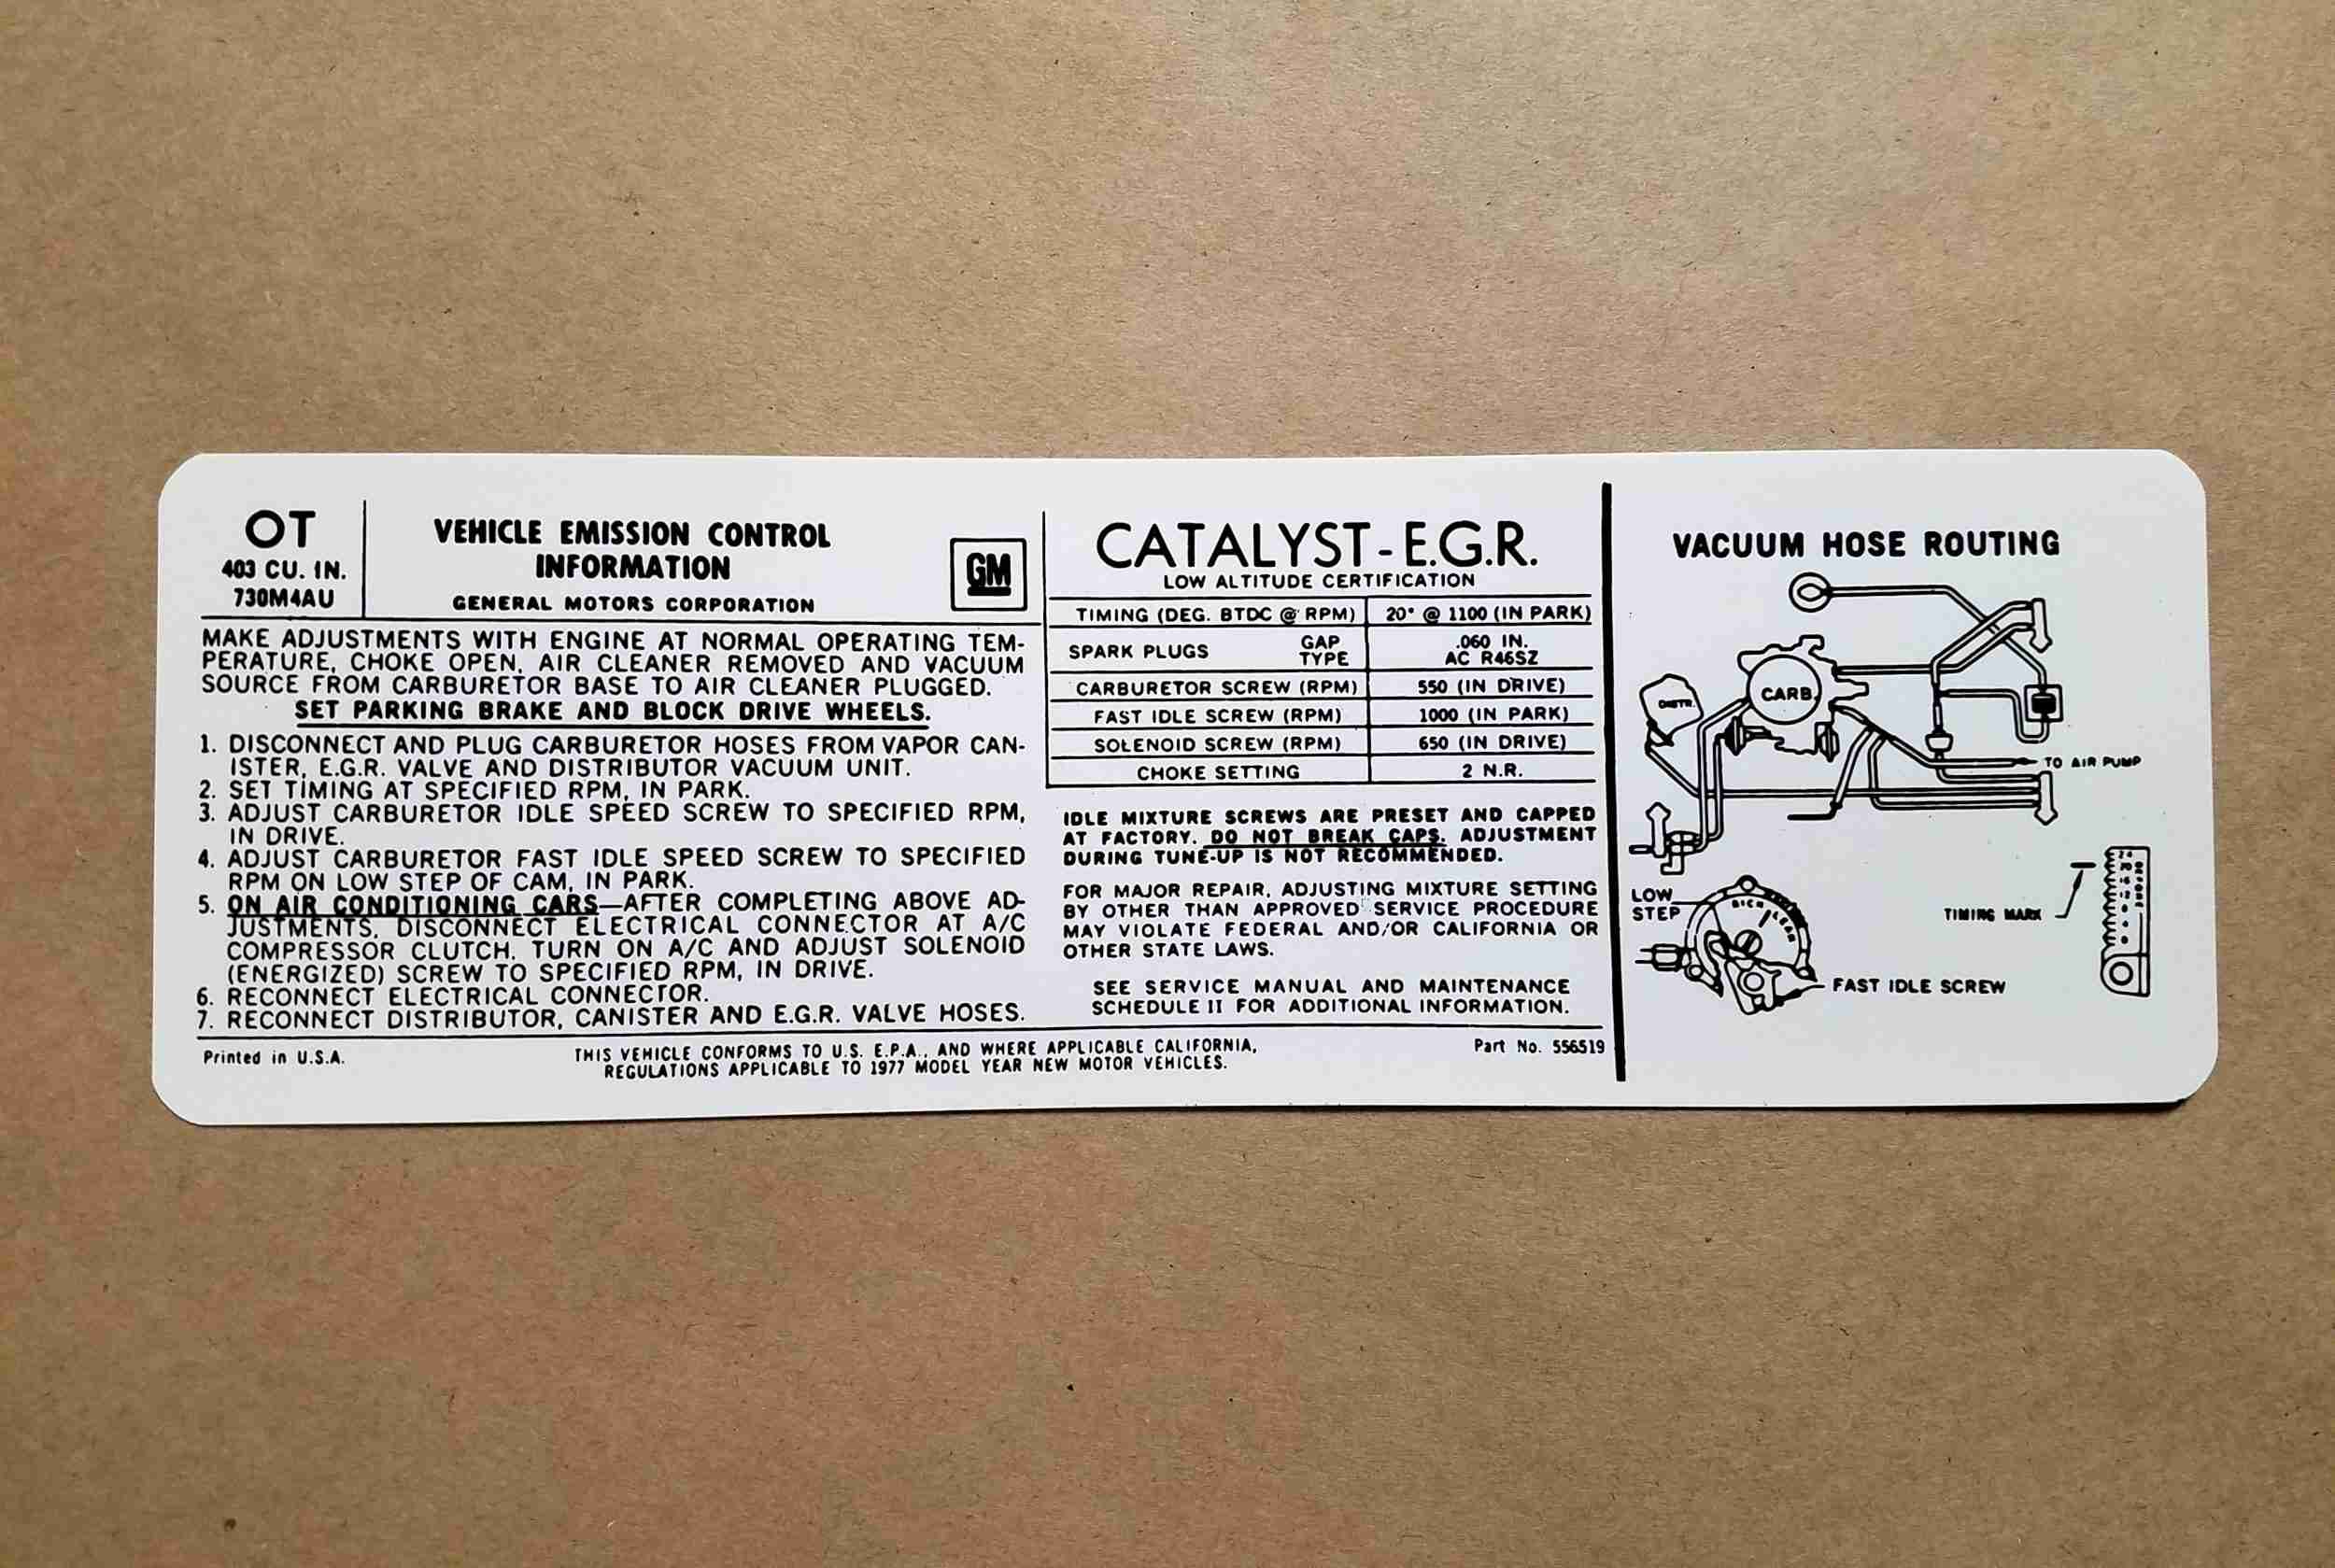 OT
403 CU. IN.
730M4AU
VEHICLE EMISSION CONTROL
INFORMATION
GENERAL MOTORS CORPORATION
GM
MAKE ADJUSTMENTS WITH ENGINE AT NORMAL OPERATING TEM-
PERATURE, CHOKE OPEN, AIR CLEANER REMOVED AND VACUUM
SOURCE FROM CARBURETOR BASE TO AIR CLEANER PLUGGED.
SET PARKING BRAKE AND BLOCK DRIVE WHEELS.
1. DISCONNECT AND PLUG CARBURETOR HOSES FROM VAPOR CAN-
ISTER, E.G.R. VALVE AND DISTRIBUTOR VACUUM UNIT.
2. SET TIMING AT SPECIFIED RPM, IN PARK.
3. ADJUST CARBURETOR IDLE SPEED SCREW TO SPECIFIED RPM,
IN DRIVE.
4. ADJUST CARBURETOR FAST IDLE SPEED SCREW TO SPECIFIED
RPM ON LOW STEP OF CAM, IN PARK.
5. ON AIR CONDITIONING CARS—AFTER COMPLETING ABOVE AD-
JUSTMENTS, DISCONNECT ELECTRICAL CONNECTOR AT A/C
COMPRESSOR CLUTCH. TURN ON A/C AND ADJUST SOLENOID
(ENERGIZED) SCREW TO SPECIFIED RPM, IN DRIVE.
6. RECONNECT ELECTRICAL CONNECTOR.
7. RECONNECT DISTRIBUTOR, CANISTER AND E.G.R. VALVE HOSES.
CATALYST-E.G.R.
LOW ALTITUDE CERTIFICATION
TIMING (DEG. BTDC @ RPM) 20° @ 1100 (IN PARK)
SPARK PLUGS GAP .060 IN.
TYPE AC R46SZ
CARBURETOR SCREW (RPM) 550 (IN DRIVE)
FAST IDLE SCREW (RPM) 1000 (IN PARK)
SOLENOID SCREW (RPM) 650 (IN DRIVE)
CHOKE SETTING 2 N.R.
IDLE MIXTURE SCREWS ARE PRESET AND CAPPED
AT FACTORY. DO NOT BREAK CAPS. ADJUSTMENT
DURING TUNE-UP IS NOT RECOMMENDED.
FOR MAJOR REPAIR, ADJUSTING MIXTURE SETTING
BY OTHER THAN APPROVED SERVICE PROCEDURE
MAY VIOLATE FEDERAL AND/OR CALIFORNIA OR
OTHER STATE LAWS.
SEE SERVICE MANUAL AND MAINTENANCE
SCHEDULE II FOR ADDITIONAL INFORMATION.
Printed in U.S.A.
THIS VEHICLE CONFORMS TO U.S. E.P.A., AND WHERE APPLICABLE CALIFORNIA,
REGULATIONS APPLICABLE TO 1977 MODEL YEAR NEW MOTOR VEHICLES.
Part No. 556519
VACUUM HOSE ROUTING
CARB.
DISTR.
TO AIR PUMP
LOW
STEP
RICH LEAN
TIMING MARK
FAST IDLE SCREW